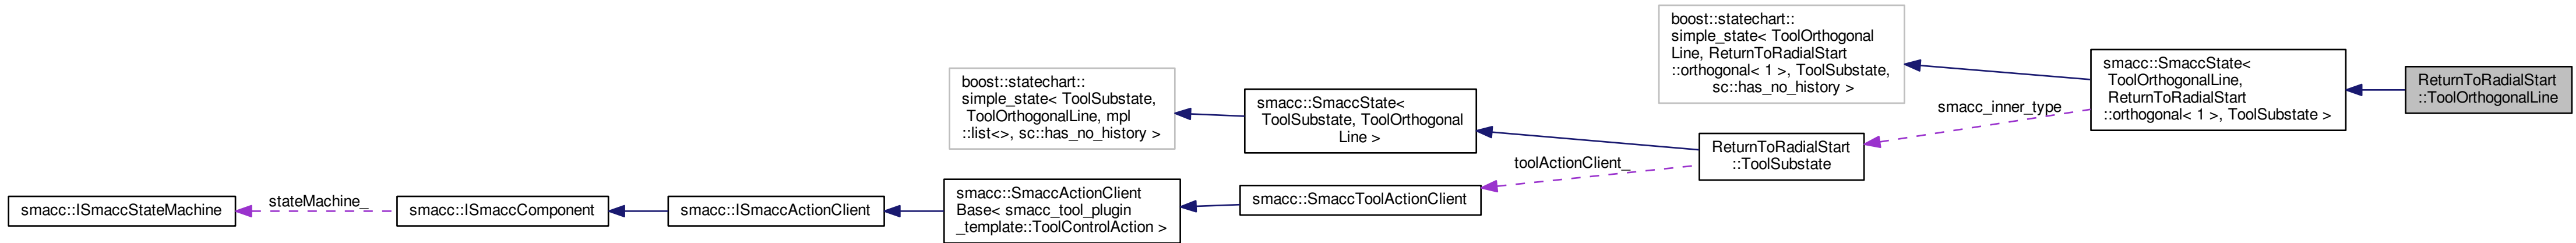 smacc::ISmaccStateMachine
stateMachine_
smacc::ISmaccComponent
smacc::ISmaccActionClient
boost::statechart::
simple_state< ToolSubstate,
ToolOrthogonalLine, mpl
::list<>, sc::has_no_history >
smacc::SmaccActionClient
Base< smacc_tool_plugin
_template::ToolControlAction >
smacc::SmaccState<
ToolSubstate, ToolOrthogonal
Line >
smacc::SmaccToolActionClient
toolActionClient_
boost::statechart::
simple_state< ToolOrthogonal
Line, ReturnToRadialStart
::orthogonal< 1 >, ToolSubstate,
sc::has_no_history >
ReturnToRadialStart
::ToolSubstate
smacc_inner_type
smacc::SmaccState<
ToolOrthogonalLine,
ReturnToRadialStart
::orthogonal< 1 >, ToolSubstate >
ReturnToRadialStart
::ToolOrthogonalLine